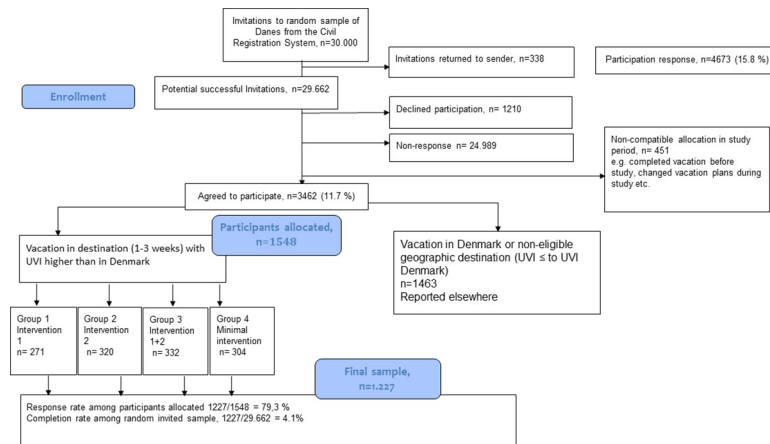 Invitations to random sample of
Danes from the Civil
Registration System, n=30.000
Invitations returned to sender, n=338
Participation response, n=4673 (15.8 %)
Enrollment
Potential successful Invitations, n=29.662
Declined participation, n= 1210
Non-response n= 24.989
Non-compatible allocation in study
period, n= 451
e.g. completed vacation before
study, changed vacation plans during
study etc.
Agreed to participate, n=3462 (11.7 %)
Participants allocated,
n=1548
Vacation in destination (1-3 weeks) with
UVI higher than in Denmark
Vacation in Denmark or non-eligible
geographic destination (UVI ≤ to UVI
Denmark)
n=1463
Reported elsewhere
Group 1
Intervention
1
n= 271
Group 2
Intervention
2
n= 320
Group 3
Intervention
1+2
n= 332
Group 4
Minimal
intervention
n= 304
Final sample,
n=1.227
Response rate among participants allocated 1227/1548 = 79,3 %
Completion rate among random invited sample, 1227/29.662 = 4.1%